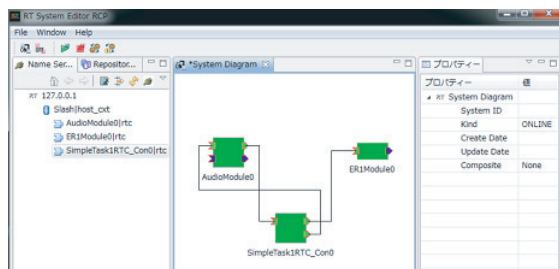 RT System Editor RCP
File Window Help
Name Ser...
Repositor...
RT 127.0.0.1
Slash|host_cxt
AudioModule0|rtc
ER1Module0|rtc
SimpleTask1RTC_Con0|rtc
*System Diagram
AudioModule0
ER1Module0
SimpleTask1RTC_Con0
プロパティー
プロパティー 値
RT System Diagram
System ID
Kind ONLINE
Create Date
Update Date
Composite None